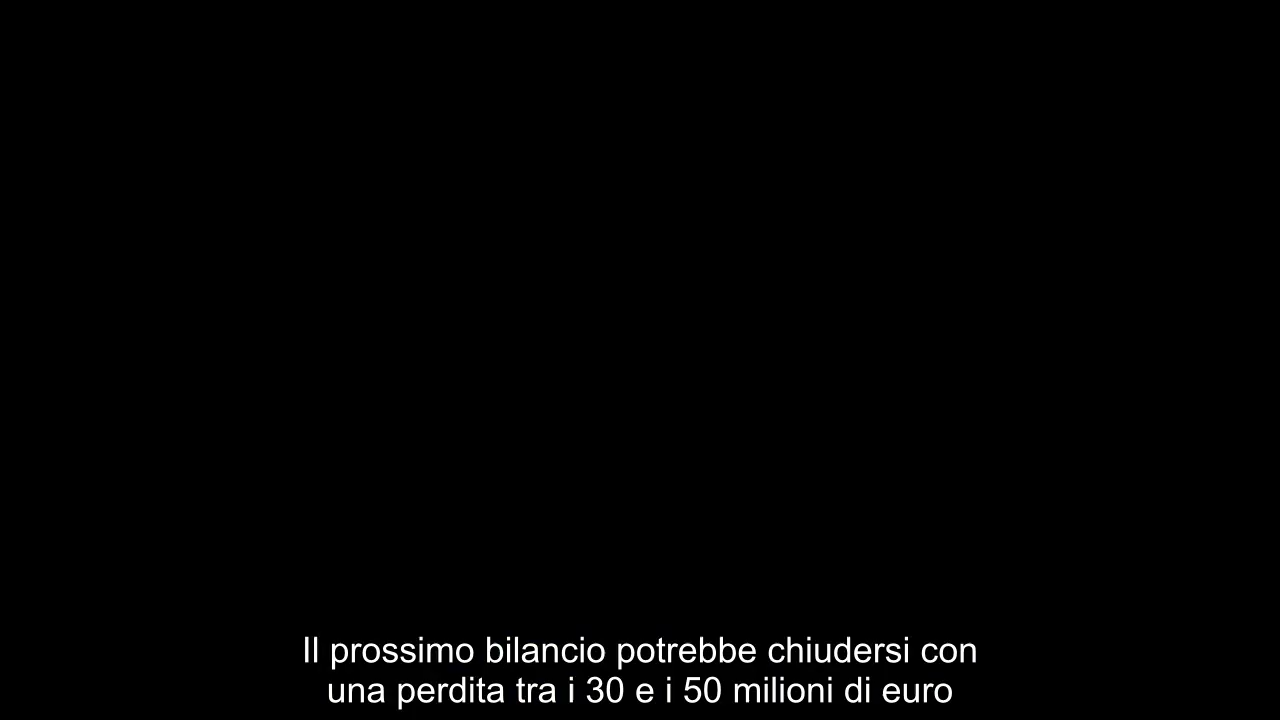 Il prossimo bilancio potrebbe chiudersi con
una perdita tra i 30 e i 50 milioni di euro